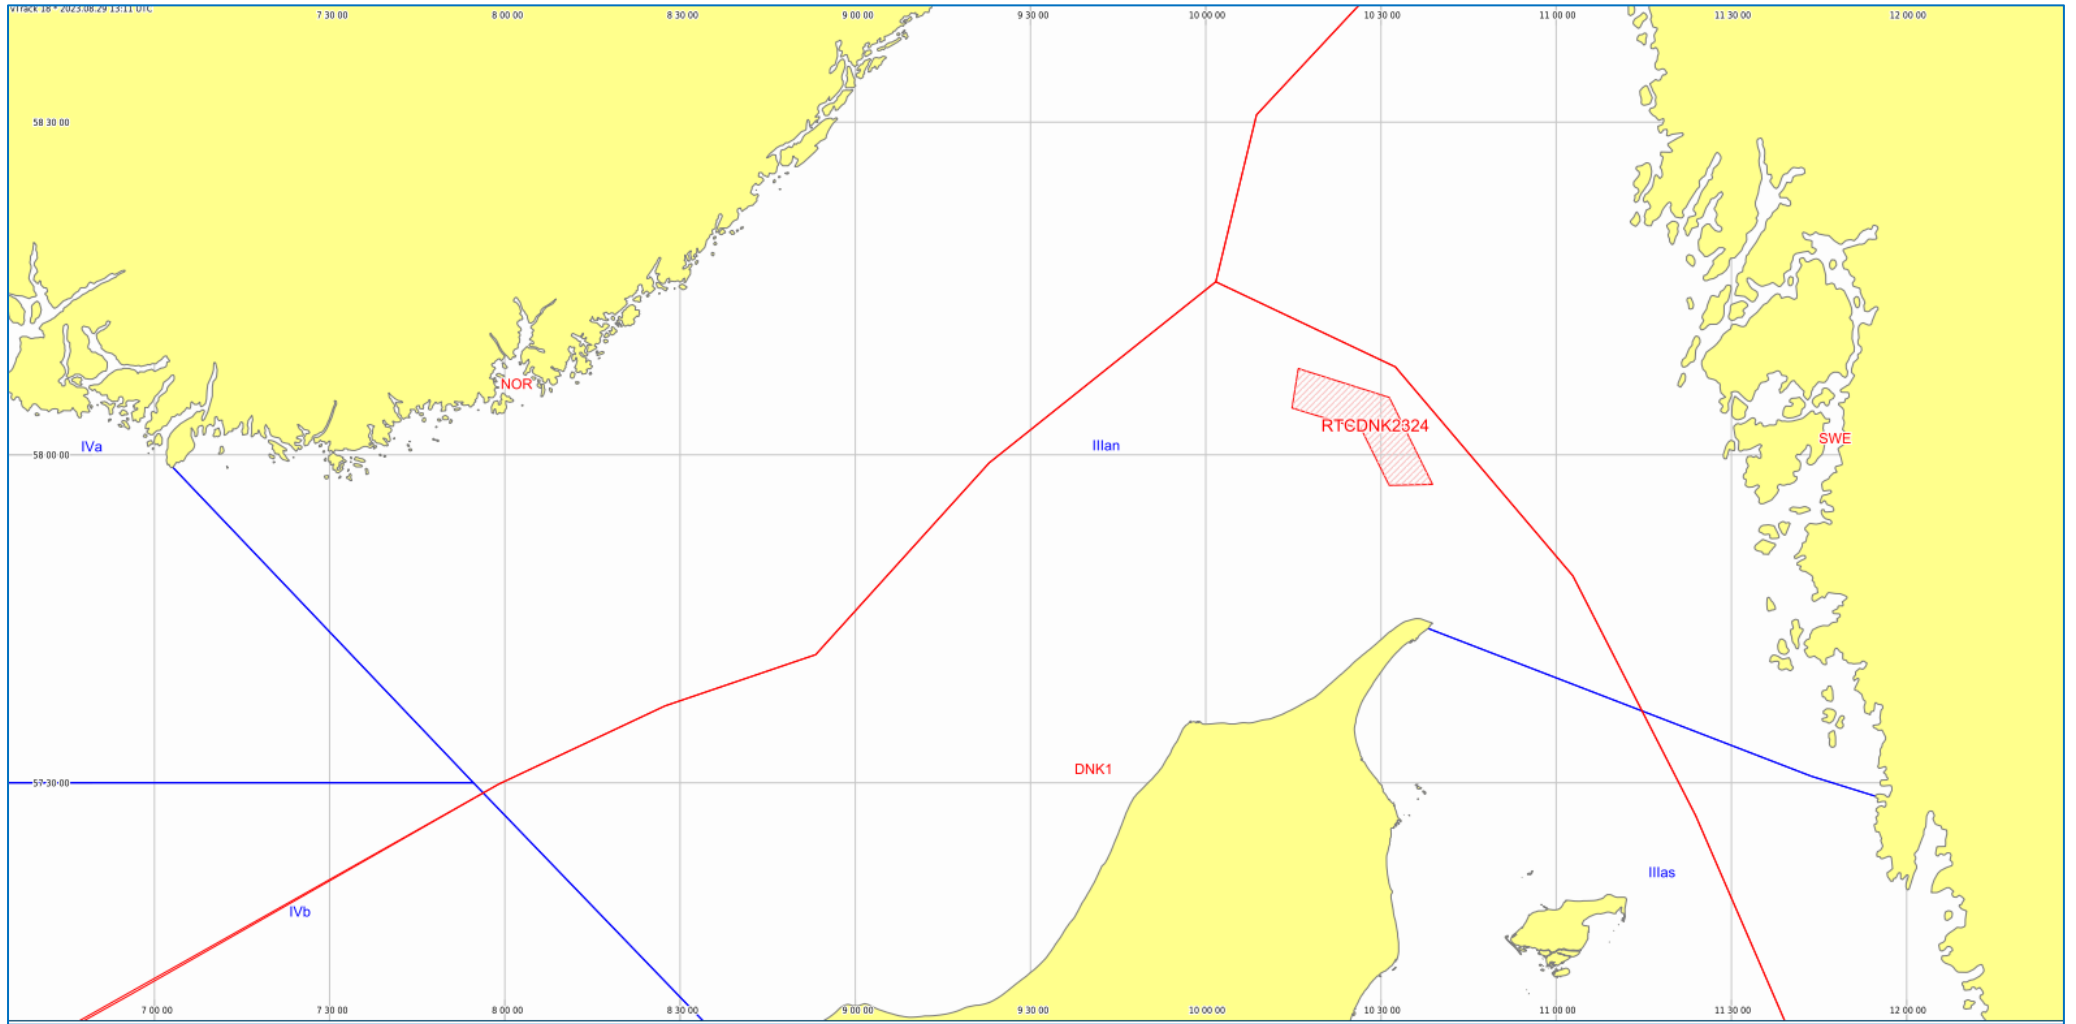 VTrack 18 * 2023.08.29 13:11 UTC
7 30 00 8 00 00 8 30 00 9 00 00 9 30 00 10 00 00 10 30 00 11 00 00 11 30 00 12 00 00
58 30 00
NOR
RTCDNK2324
SWE
IVa
IIIan
58 00 00
DNK1
57 30 00
IIIas
IVb
7 00 00 7 30 00 8 00 00 8 30 00 9 00 00 9 30 00 10 00 00 10 30 00 11 00 00 11 30 00 12 00 00